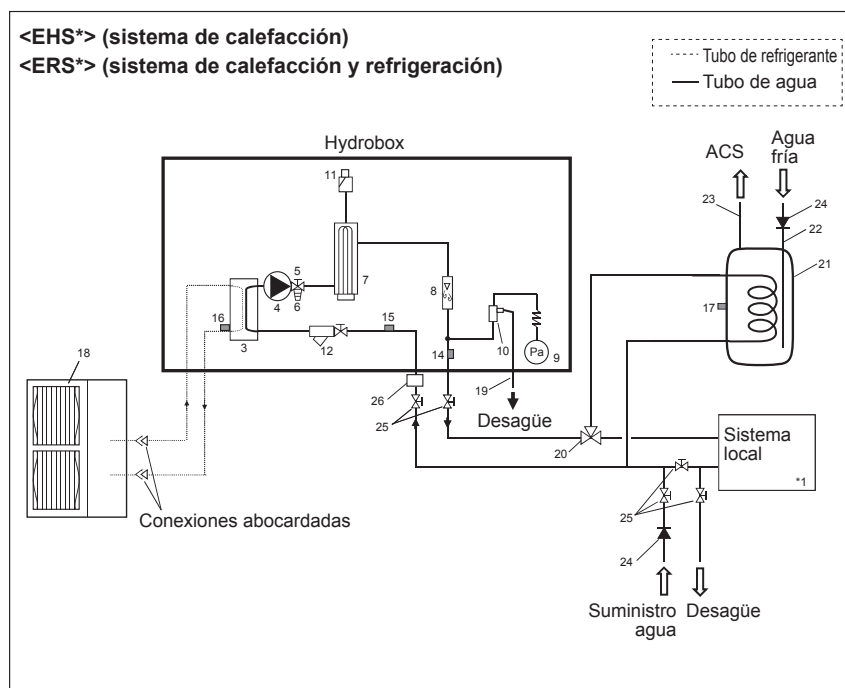 <EHS*> (sistema de calefacción)
<ERS*> (sistema de calefacción y refrigeración)
Tubo de refrigerante
Tubo de agua
Hydrobox
ACS
Agua
fría
11
23
24
22
21
5
7
6
4
8
17
16
15
3
12
14
10
Pa
9
18
26
19
25
Desagüe
20
Sistema
local
*1
Conexiones abocardadas
25
24
Suministro
agua
Desagüe